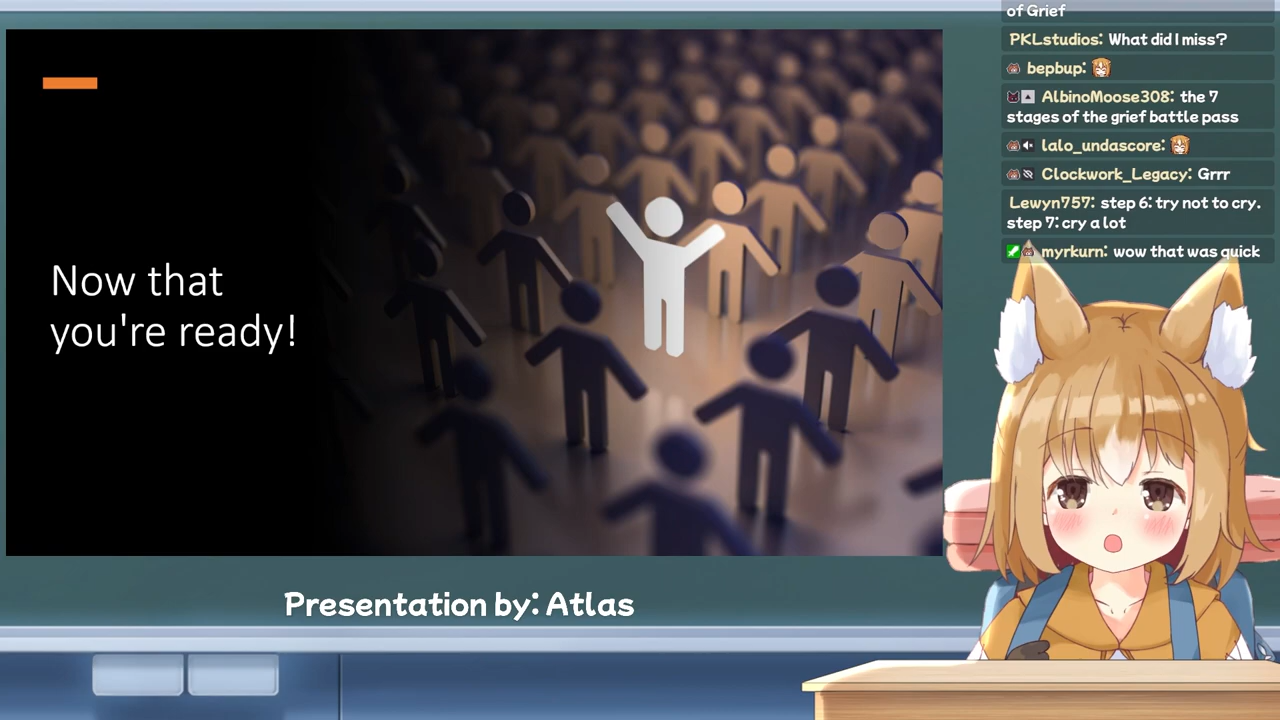 Now that
you're ready!
Presentation by: Atlas
of Grief
PKLstudios: What did I miss?
bepbup:
AlbinoMoose308: the 7
stages of the grief battle pass
lalo_undascore:
Clockwork_Legacy: Grrr
Lewyn757: step 6: try not to cry.
step 7: cry a lot
myrkurn: wow that was quick